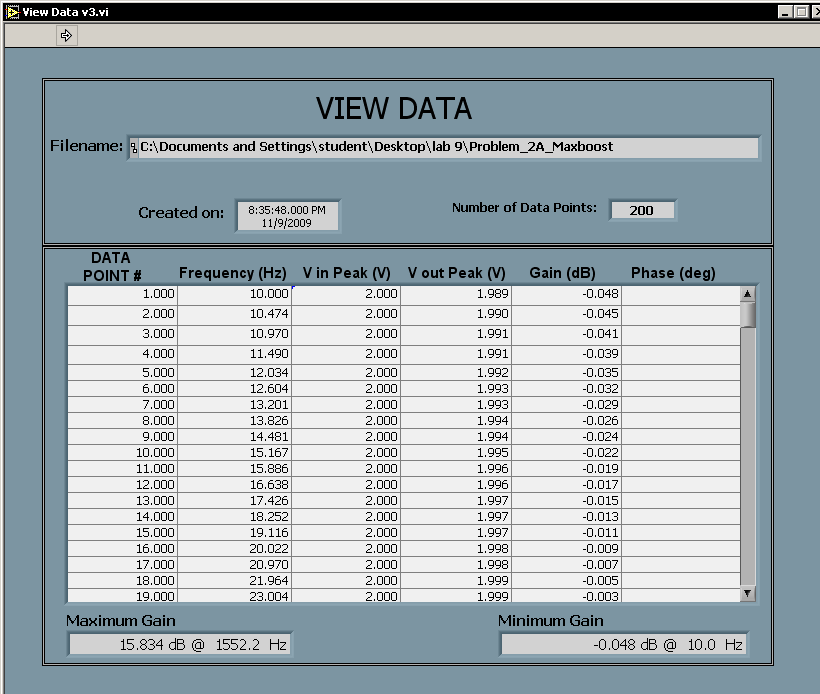 View Data v3.vi
VIEW DATA
Filename: C:\Documents and Settings\student\Desktop\lab 9\Problem_2A_Maxboost
Created on: 8:35:48.000 PM
11/9/2009
Number of Data Points: 200
DATA
POINT # Frequency (Hz) V in Peak (V) V out Peak (V) Gain (dB) Phase (deg)
1.000 10.000 2.000 1.989 -0.048
2.000 10.474 2.000 1.990 -0.045
3.000 10.970 2.000 1.991 -0.041
4.000 11.490 2.000 1.991 -0.039
5.000 12.034 2.000 1.992 -0.035
6.000 12.604 2.000 1.993 -0.032
7.000 13.201 2.000 1.993 -0.029
8.000 13.826 2.000 1.994 -0.026
9.000 14.481 2.000 1.994 -0.024
10.000 15.167 2.000 1.995 -0.022
11.000 15.886 2.000 1.996 -0.019
12.000 16.638 2.000 1.996 -0.017
13.000 17.426 2.000 1.997 -0.015
14.000 18.252 2.000 1.997 -0.013
15.000 19.116 2.000 1.997 -0.011
16.000 20.022 2.000 1.998 -0.009
17.000 20.970 2.000 1.998 -0.007
18.000 21.964 2.000 1.999 -0.005
19.000 23.004 2.000 1.999 -0.003
Maximum Gain Minimum Gain
15.834 dB @ 1552.2 Hz -0.048 dB @ 10.0 Hz